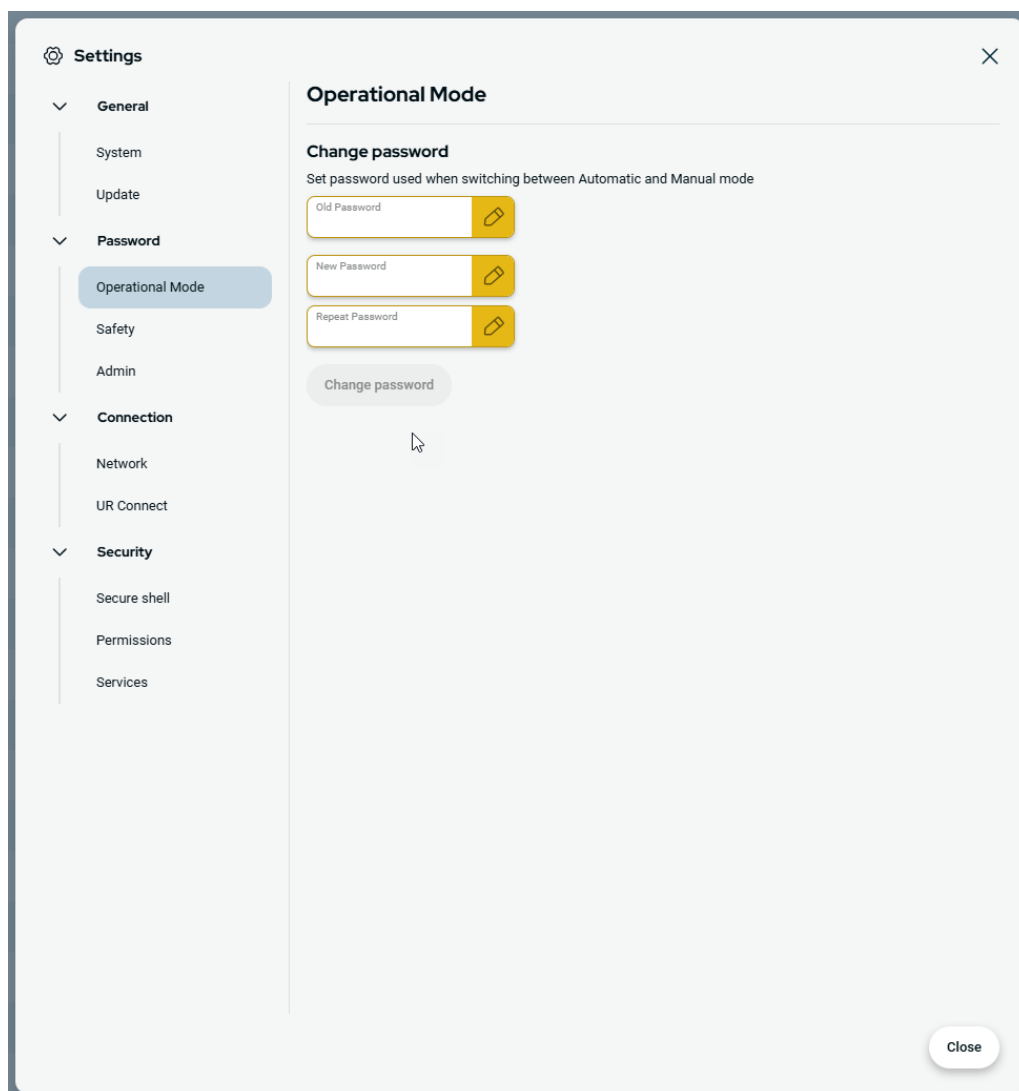 Settings
General
System
Update
Password
Operational Mode
Safety
Admin
Connection
Network
UR Connect
Security
Secure shell
Permissions
Services
Operational Mode
Change password
Set password used when switching between Automatic and Manual mode
Old Password
New Password
Repeat Password
Change password
Close